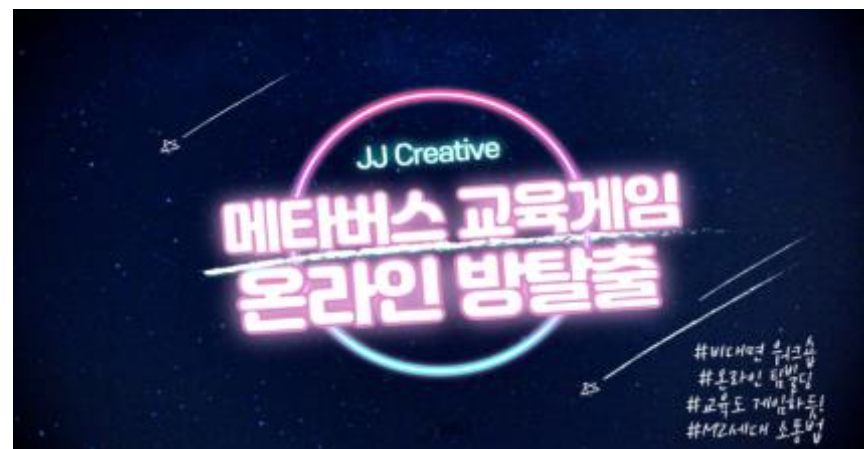 JJ Creative
메타버스 교육게임
온라인 방탈출
#비대면 워크숍
#온라인 팀빌딩
#교육도 게임하듯!
#MZ세대 소통법